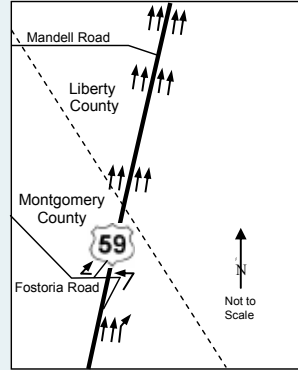 Mandell Road
Liberty
County
Montgomery
County
59
Fostoria Road
N
Not to
Scale